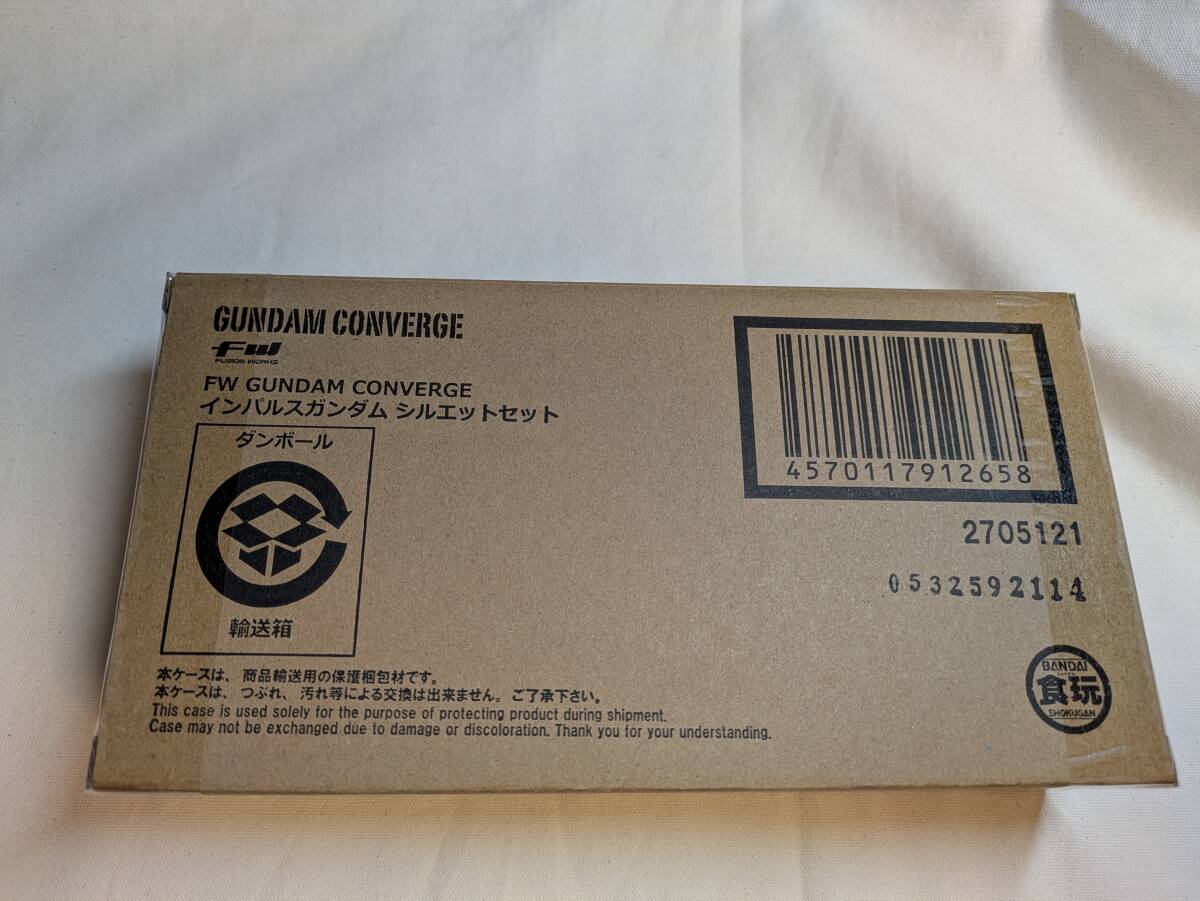 GUNDAM CONVERGE
FW
FUSION WORKS
FW GUNDAM CONVERGE
インパルスガンダム シルエットセット
ダンボール
輸送箱
4570117912658
2705121
0532592114
本ケースは、商品輸送用の保護梱包材です。
本ケースは、つぶれ、汚れ等による交換は出来ません。ご了承下さい。
This case is used solely for the purpose of protecting product during shipment.
Case may not be exchanged due to damage or discoloration. Thank you for your understanding.
BANDAI
食玩
SHOKUGAN